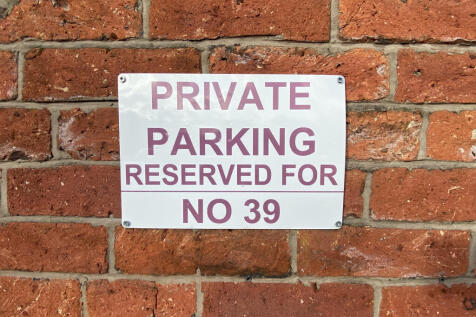 PRIVATE
PARKING
RESERVED FOR
NO 39